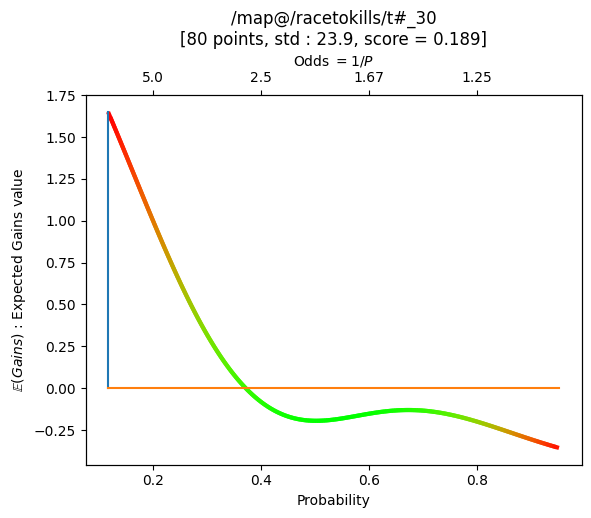 /map@/racetokills/t#_30
[80 points, std : 23.9, score = 0.189]
Odds = 1/P
5.0 2.5 1.67 1.25
1.75
1.50
1.25
1.00
0.75
0.50
0.25
0.00
−0.25
𝔼(Gains) : Expected Gains value
0.2 0.4 0.6 0.8
Probability